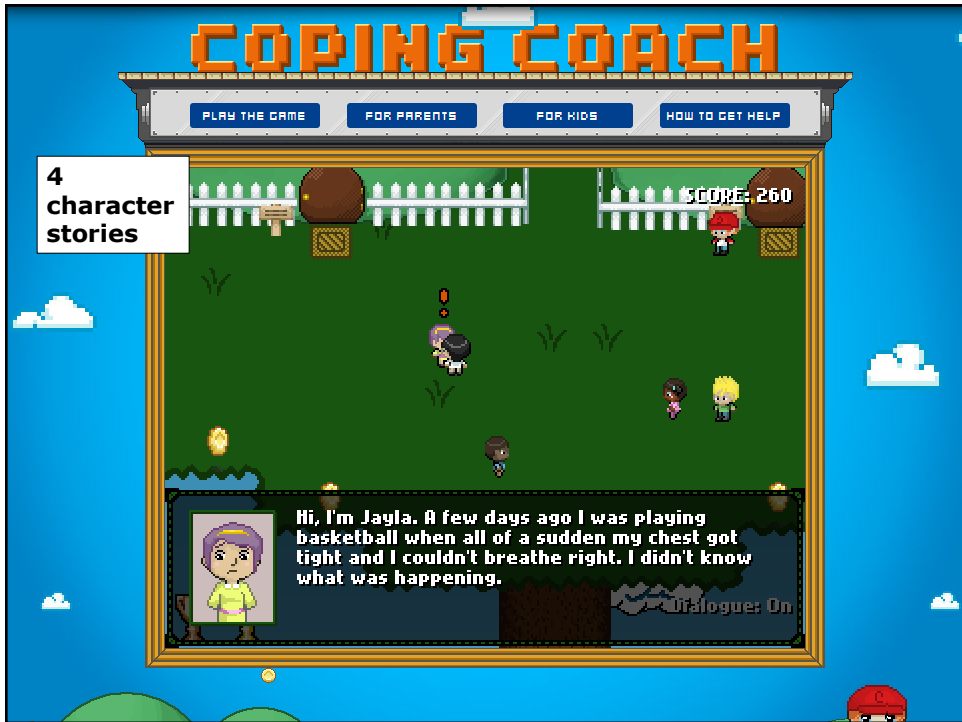 COPING COACH
PLAY THE GAME
FOR PARENTS
FOR KIDS
HOW TO GET HELP
4
character
stories
SCORE: 260
Hi, I'm Jayla. A few days ago I was playing
basketball when all of a sudden my chest got
tight and I couldn't breathe right. I didn't know
what was happening.
Dialogue: On
C